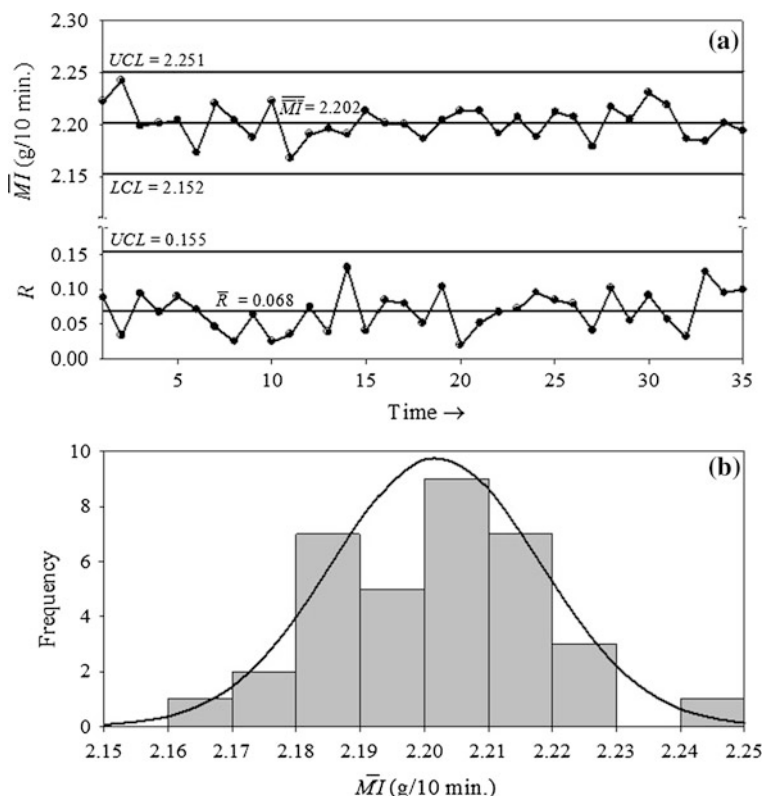 (a)
2.30
UCL = 2.251
2.25
M̅I̅̅ = 2.202
2.20
2.15
LCL = 2.152
M̅I̅ (g/10 min.)
UCL = 0.155
0.15
R̅ = 0.068
0.10
0.05
0.00
R
5 10 15 20 25 30 35
Time →
(b)
10
8
6
4
2
0
Frequency
2.15 2.16 2.17 2.18 2.19 2.20 2.21 2.22 2.23 2.24 2.25
M̅I̅ (g/10 min.)